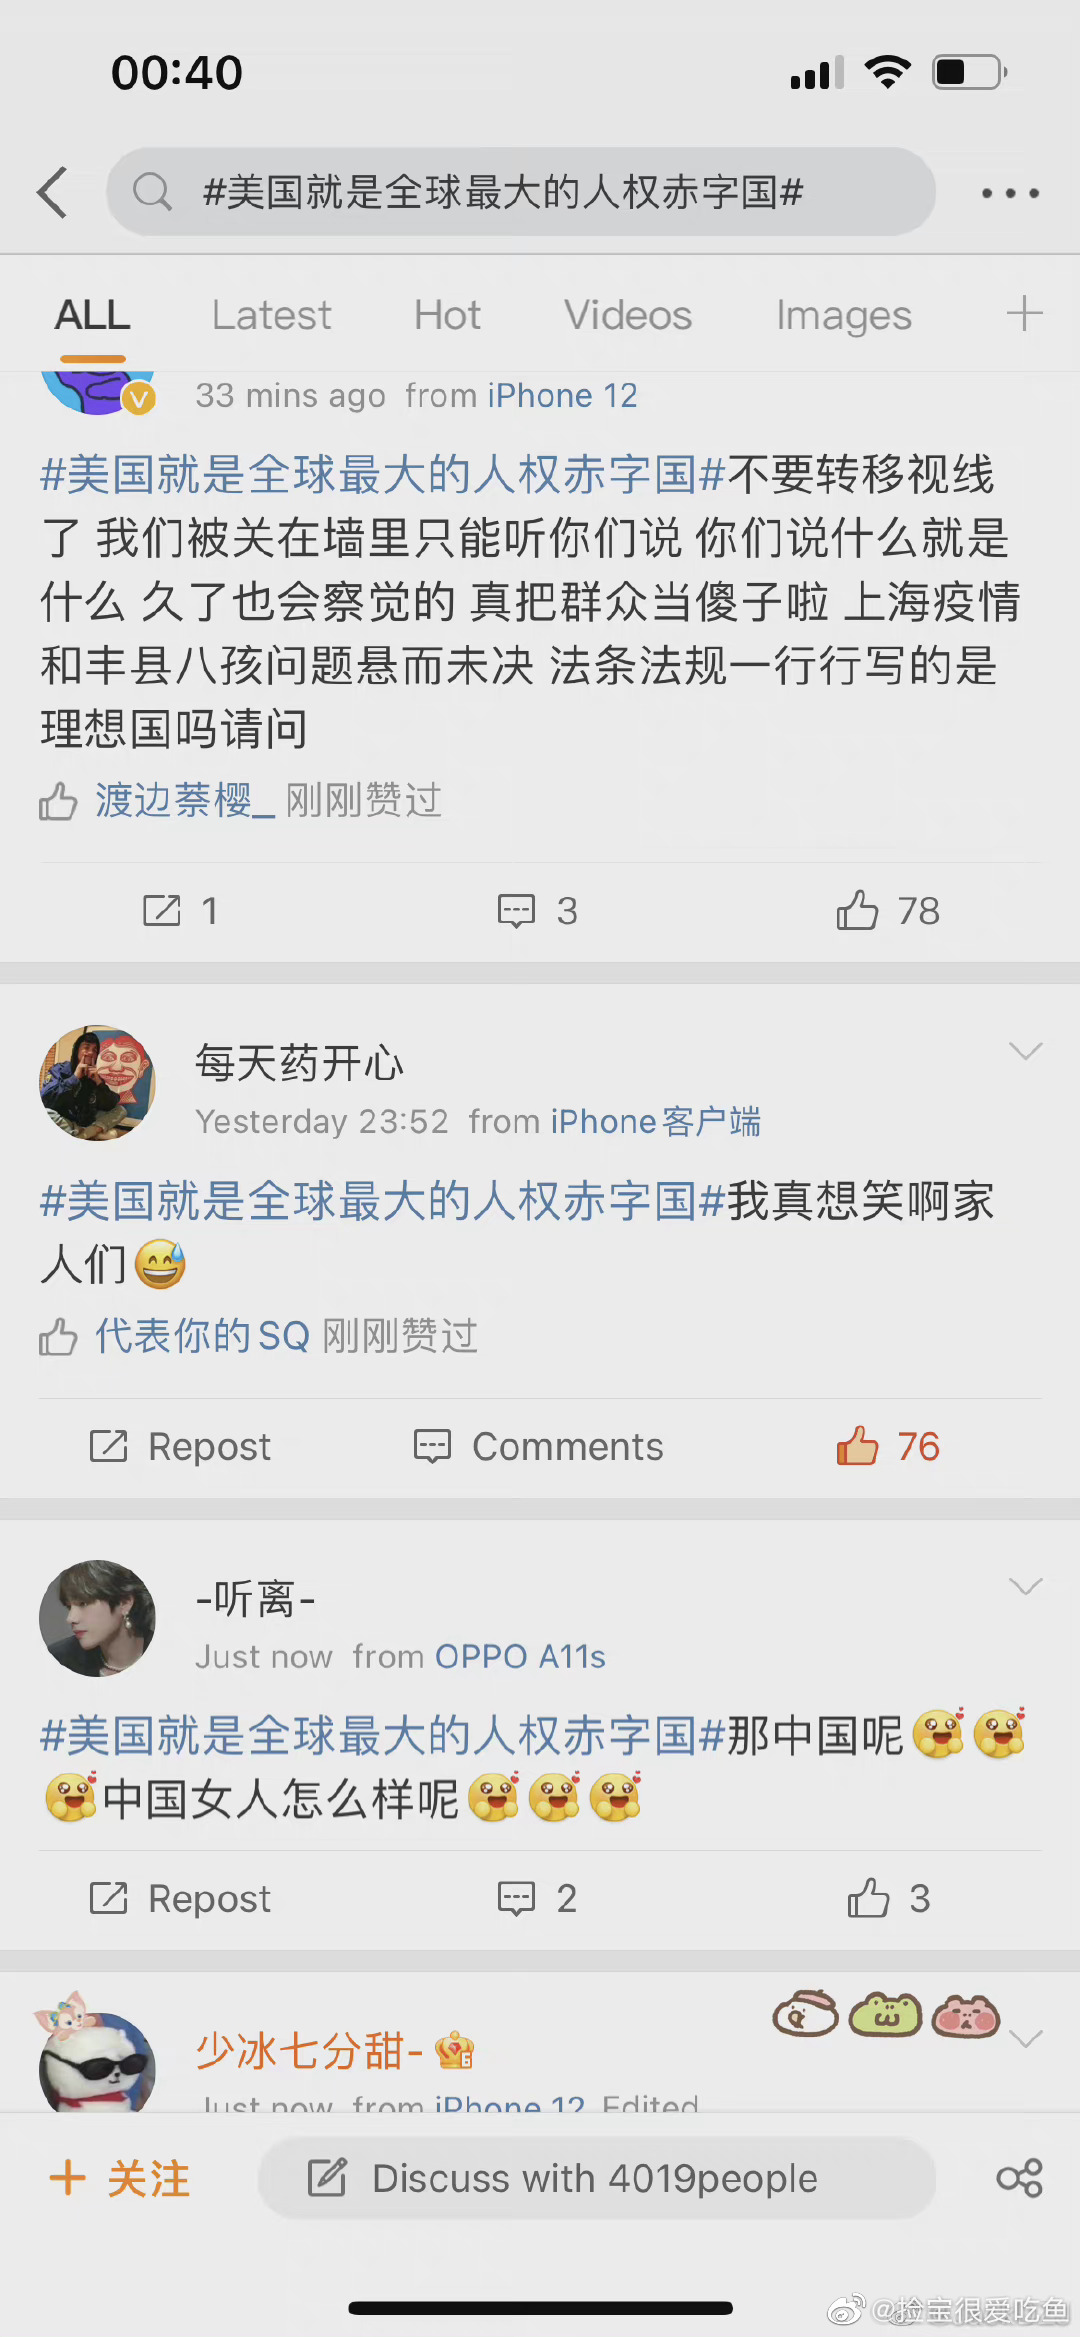 00:40
#美国就是全球最大的人权赤字国#
ALL Latest Hot Videos Images
33 mins ago from iPhone 12
#美国就是全球最大的人权赤字国#不要转移视线
了 我们被关在墙里只能听你们说 你们说什么就是
什么 久了也会察觉的 真把群众当傻子啦 上海疫情
和丰县八孩问题悬而未决 法条法规一行行写的是
理想国吗请问
渡边萘樱_ 刚刚赞过
1 3 78
每天药开心
Yesterday 23:52 from iPhone客户端
#美国就是全球最大的人权赤字国#我真想笑啊家
人们😅
代表你的SQ 刚刚赞过
Repost Comments 76
-听离-
Just now from OPPO A11s
#美国就是全球最大的人权赤字国#那中国呢
中国女人怎么样呢
Repost 2 3
少冰七分甜-
Just now from iPhone 12 Edited
+ 关注 Discuss with 4019people
@捡宝很爱吃鱼